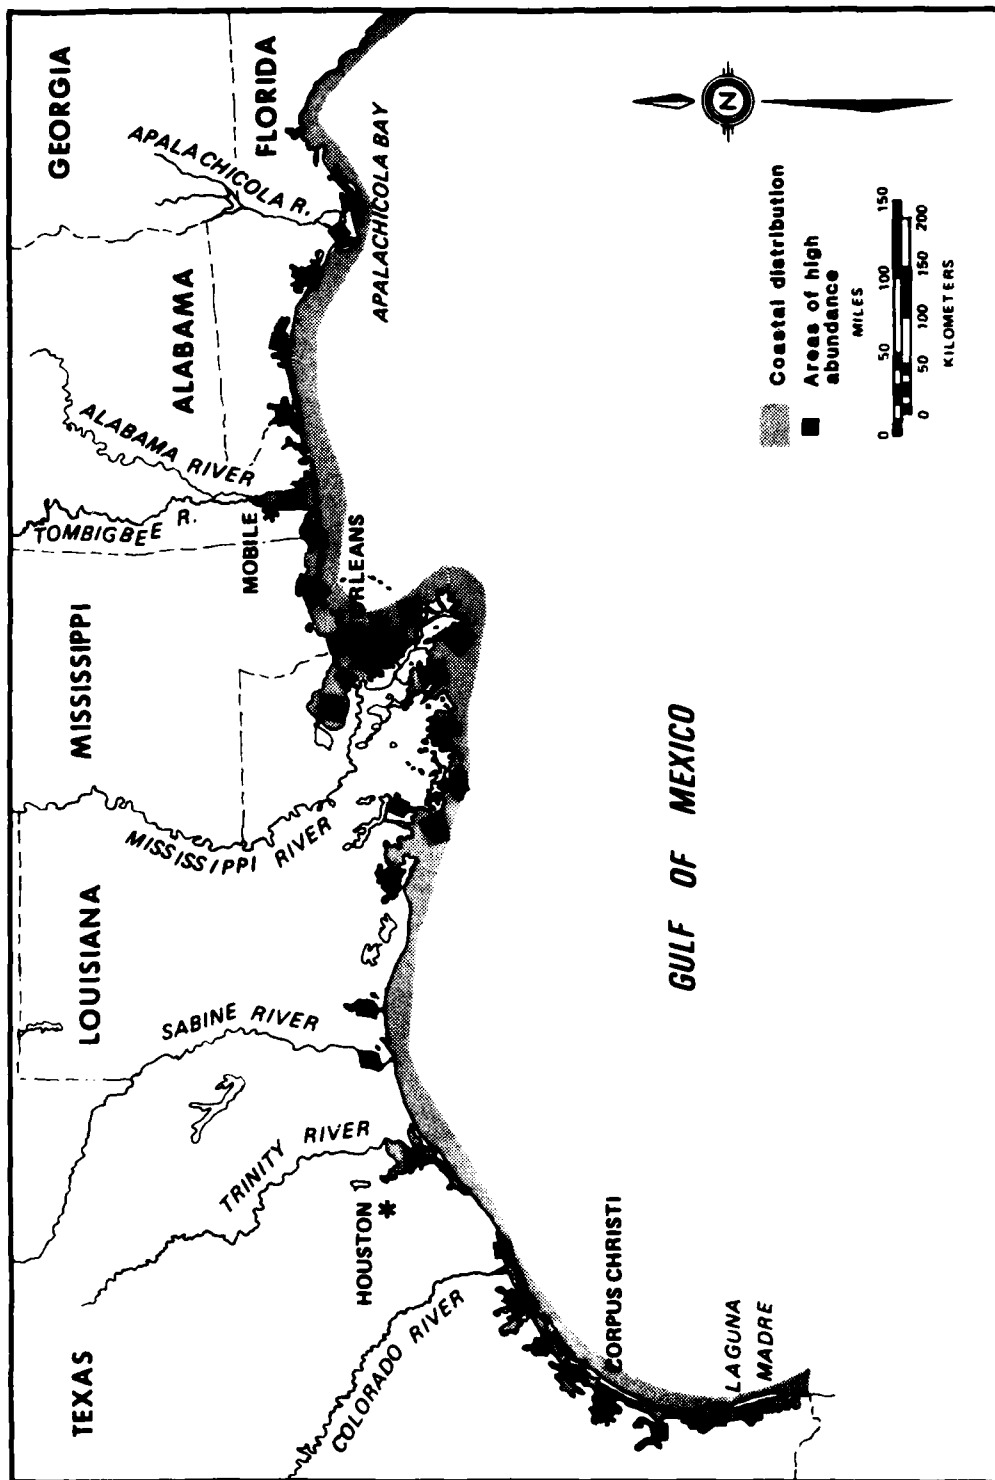 TEXAS
LOUISIANA
MISSISSIPPI
ALABAMA
GEORGIA
FLORIDA
COLORADO RIVER
TRINITY RIVER
SABINE RIVER
MISSISSIPPI RIVER
TOMBIGBEE R.
ALABAMA RIVER
APALACHICOLA R.
HOUSTON
MOBILE
RLEANS
CORPUS CHRISTI
LAGUNA
MADRE
APALACHICOLA BAY
GULF OF MEXICO
N
Coastal distribution
Areas of high
abundance
MILES
0 50 100 150
0 50 100 150 200
KILOMETERS